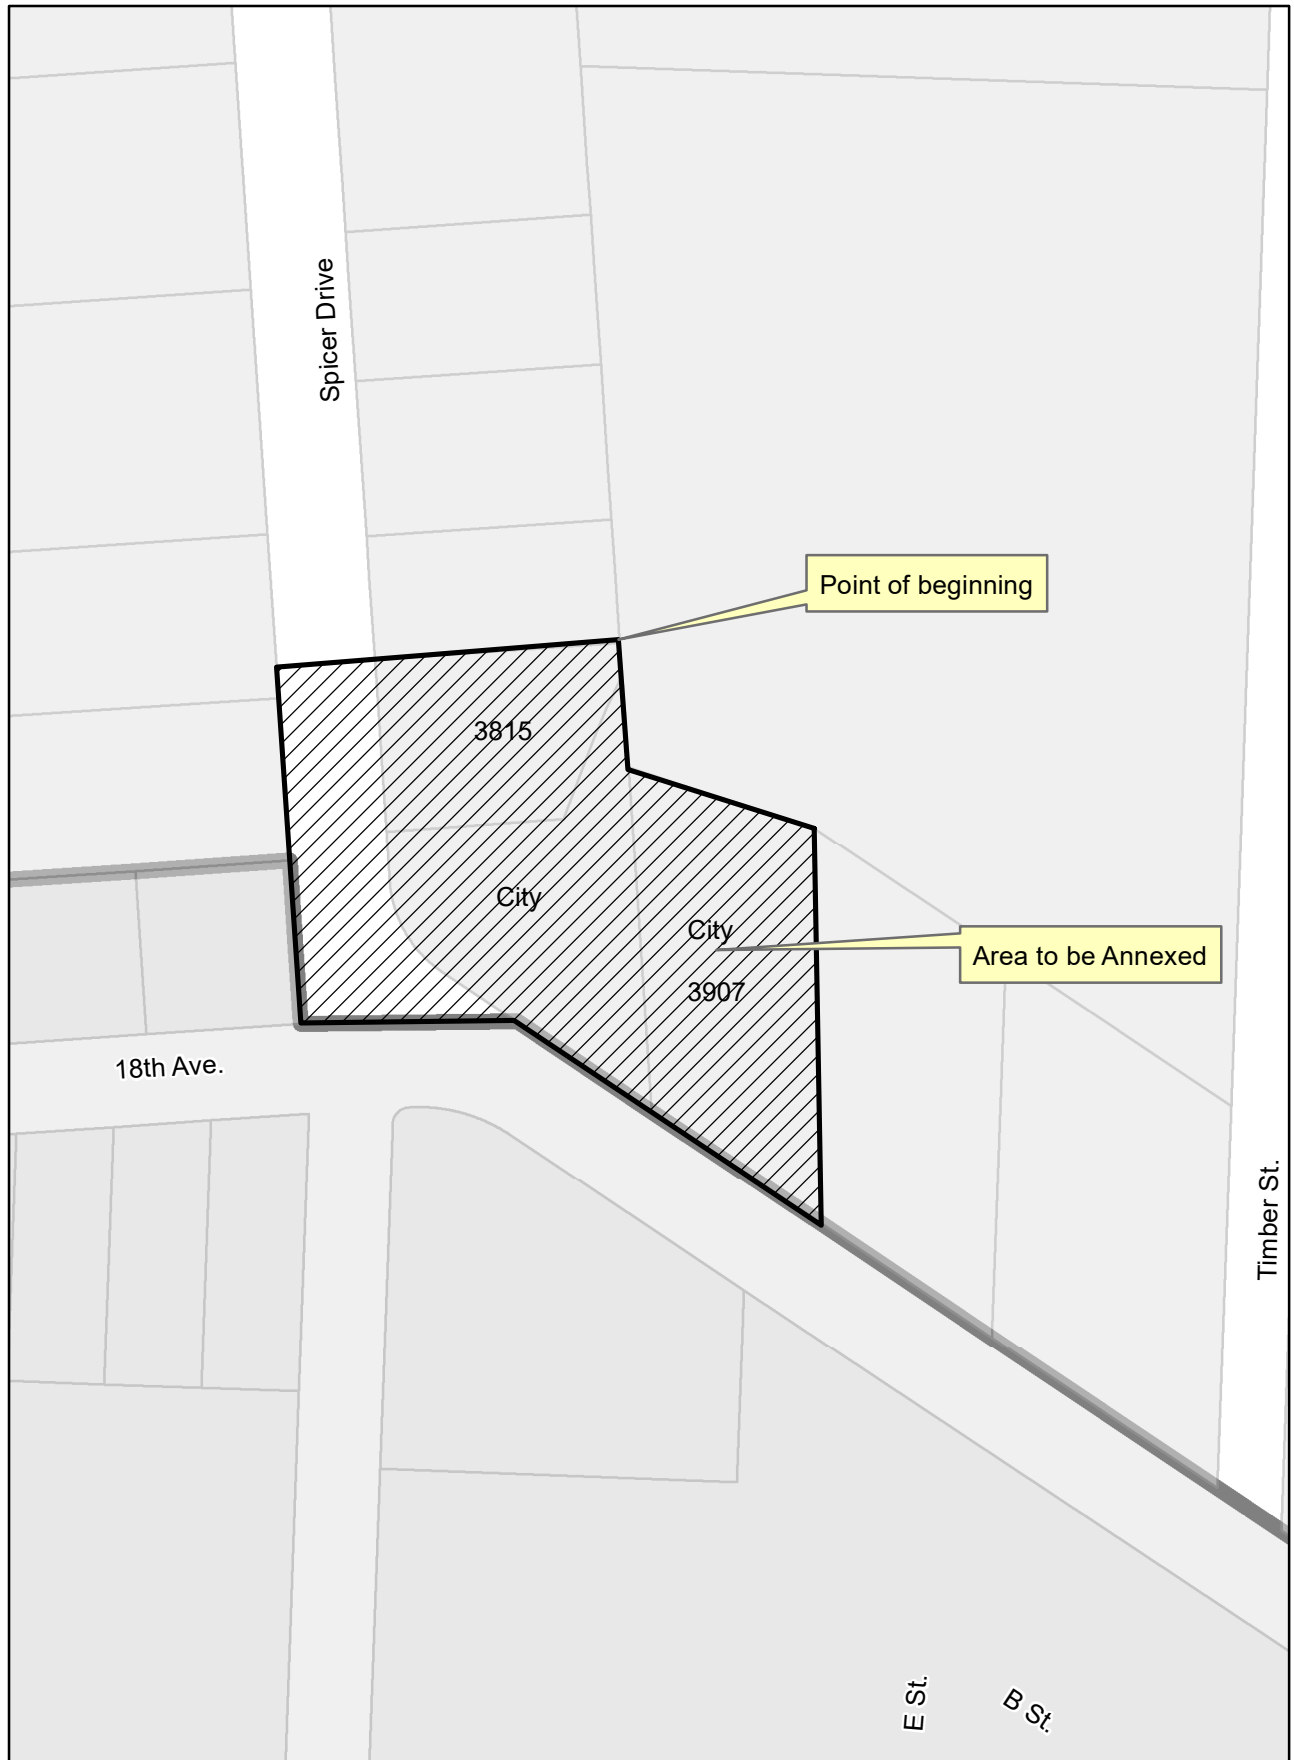 Spicer Drive
Point of beginning
3815
City
City
Area to be Annexed
3907
18th Ave.
Timber St.
E St.
B St.